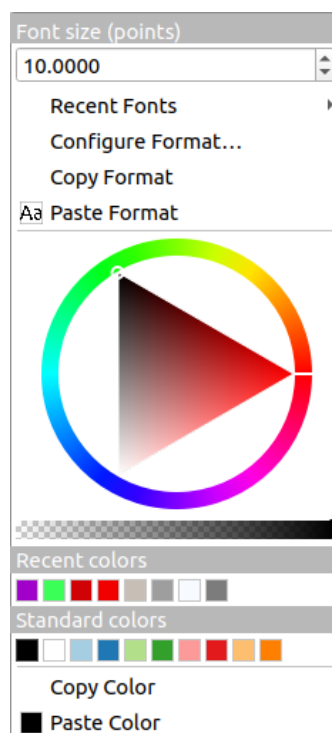 Font size (points)
10.0000
Recent Fonts
Configure Format…
Copy Format
Aa Paste Format
Recent colors
Standard colors
Copy Color
Paste Color